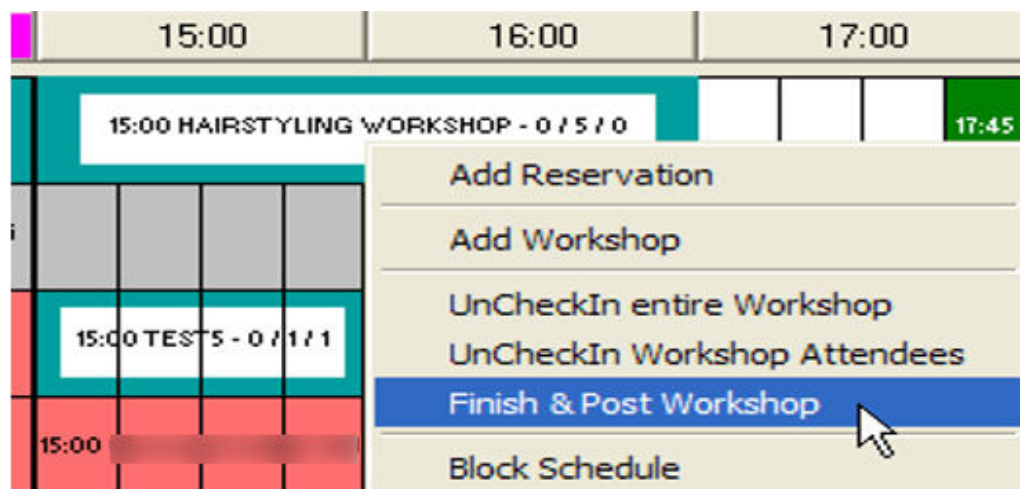 15:00 16:00 17:00
15:00 HAIRSTYLING WORKSHOP - 0 / 5 / 0
17:45
Add Reservation
Add Workshop
UnCheckIn entire Workshop
15:00 TEST5 - 0 / 1 / 1
UnCheckIn Workshop Attendees
Finish & Post Workshop
15:00
Block Schedule